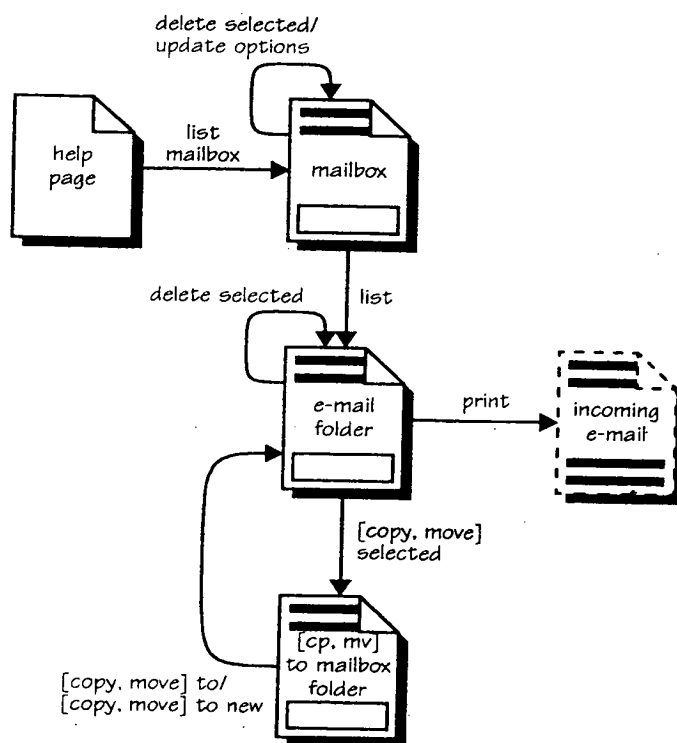 delete selected/
update options
help
page
list
mailbox
mailbox
delete selected
list
e-mail
folder
print
incoming
e-mail
[copy, move]
selected
[cp, mv]
to mailbox
folder
[copy, move] to/
[copy, move] to new